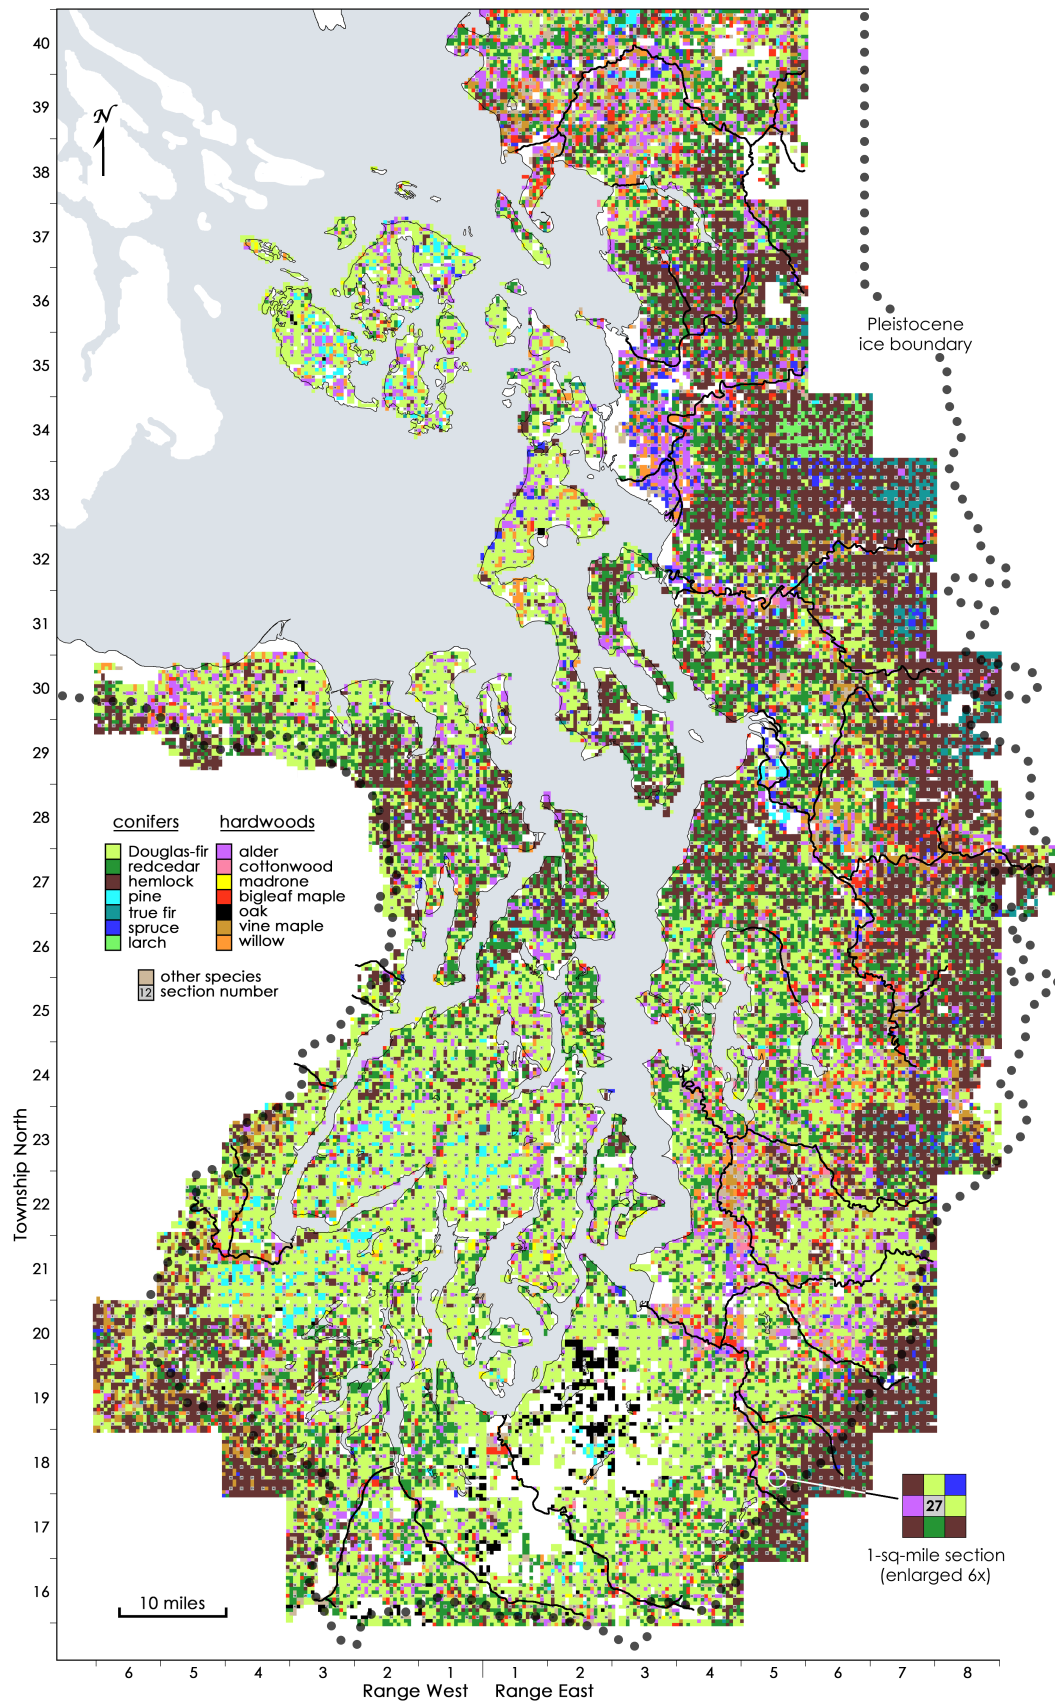 N
40
39
38
37
36
35
34
33
32
31
30
29
28
27
26
25
24
23
22
21
20
19
18
17
16
Township North
Pleistocene
ice boundary
conifers
Douglas-fir
redcedar
hemlock
pine
true fir
spruce
larch
hardwoods
alder
cottonwood
madrone
bigleaf maple
oak
vine maple
willow
other species
12 section number
27
1-sq-mile section
(enlarged 6x)
10 miles
6 5 4 3 2 1 1 2 3 4 5 6 7 8
Range West Range East